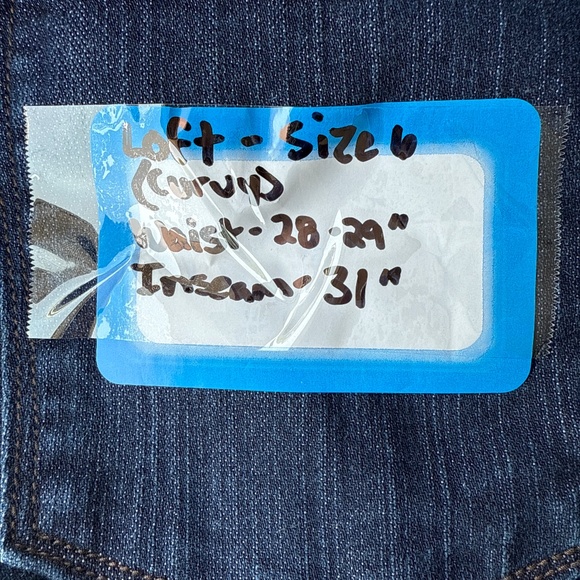 Loft - Size 6
(Curvy)
Waist - 28-29"
Inseam - 31"